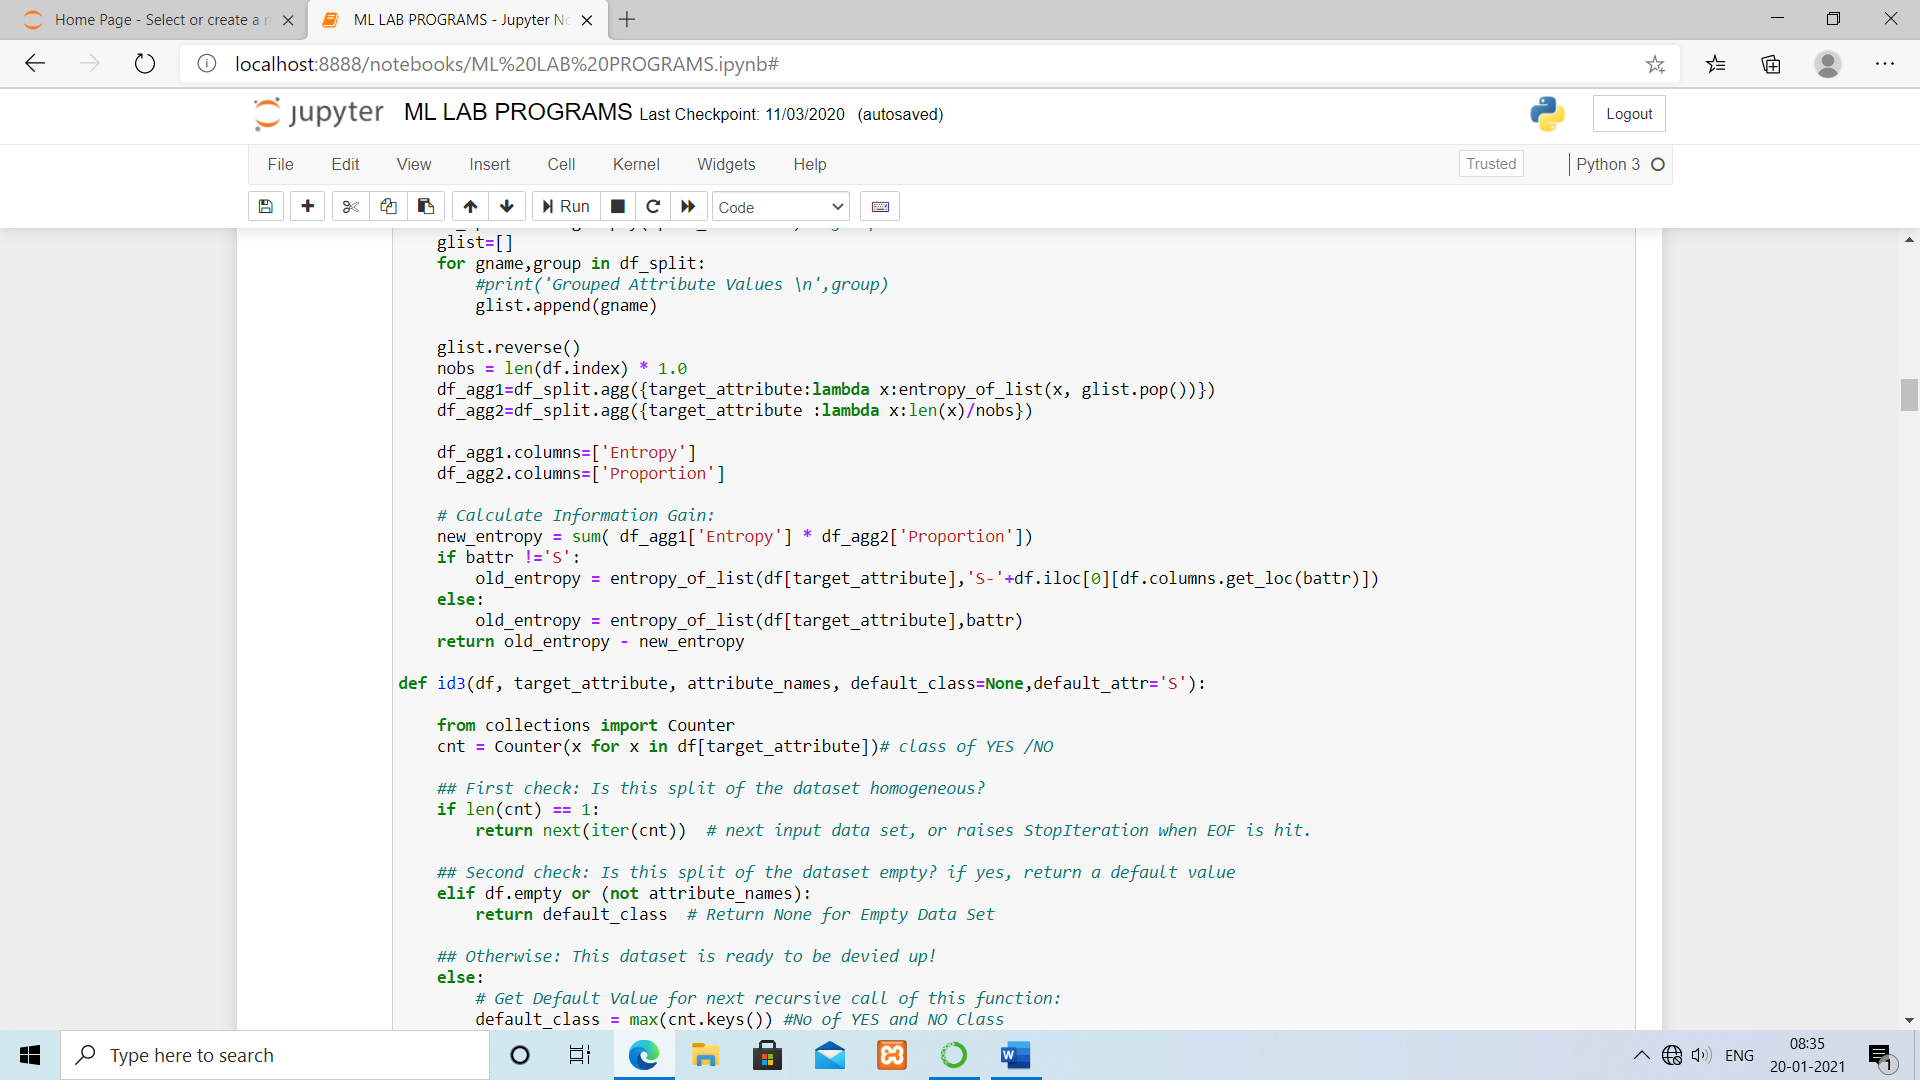 Home Page - Select or create a n
ML LAB PROGRAMS - Jupyter No
localhost:8888/notebooks/ML%20LAB%20PROGRAMS.ipynb#
jupyter ML LAB PROGRAMS Last Checkpoint: 11/03/2020 (autosaved)
Logout
File Edit View Insert Cell Kernel Widgets Help
Trusted
Python 3
Run
Code
    glist=[]
    for gname,group in df_split:
        #print('Grouped Attribute Values \n',group)
        glist.append(gname)
    glist.reverse()
    nobs = len(df.index) * 1.0
    df_agg1=df_split.agg({target_attribute:lambda x:entropy_of_list(x, glist.pop())})
    df_agg2=df_split.agg({target_attribute :lambda x:len(x)/nobs})
    df_agg1.columns=['Entropy']
    df_agg2.columns=['Proportion']
    # Calculate Information Gain:
    new_entropy = sum( df_agg1['Entropy'] * df_agg2['Proportion'])
    if battr !='S':
        old_entropy = entropy_of_list(df[target_attribute],'S-'+df.iloc[0][df.columns.get_loc(battr)])
    else:
        old_entropy = entropy_of_list(df[target_attribute],battr)
    return old_entropy - new_entropy
def id3(df, target_attribute, attribute_names, default_class=None,default_attr='S'):
    from collections import Counter
    cnt = Counter(x for x in df[target_attribute])# class of YES /NO
    ## First check: Is this split of the dataset homogeneous?
    if len(cnt) == 1:
        return next(iter(cnt))  # next input data set, or raises StopIteration when EOF is hit.
    ## Second check: Is this split of the dataset empty? if yes, return a default value
    elif df.empty or (not attribute_names):
        return default_class  # Return None for Empty Data Set
    ## Otherwise: This dataset is ready to be devied up!
    else:
        # Get Default Value for next recursive call of this function:
        default_class = max(cnt.keys()) #No of YES and NO Class
Type here to search
W
ENG
08:35
20-01-2021
1